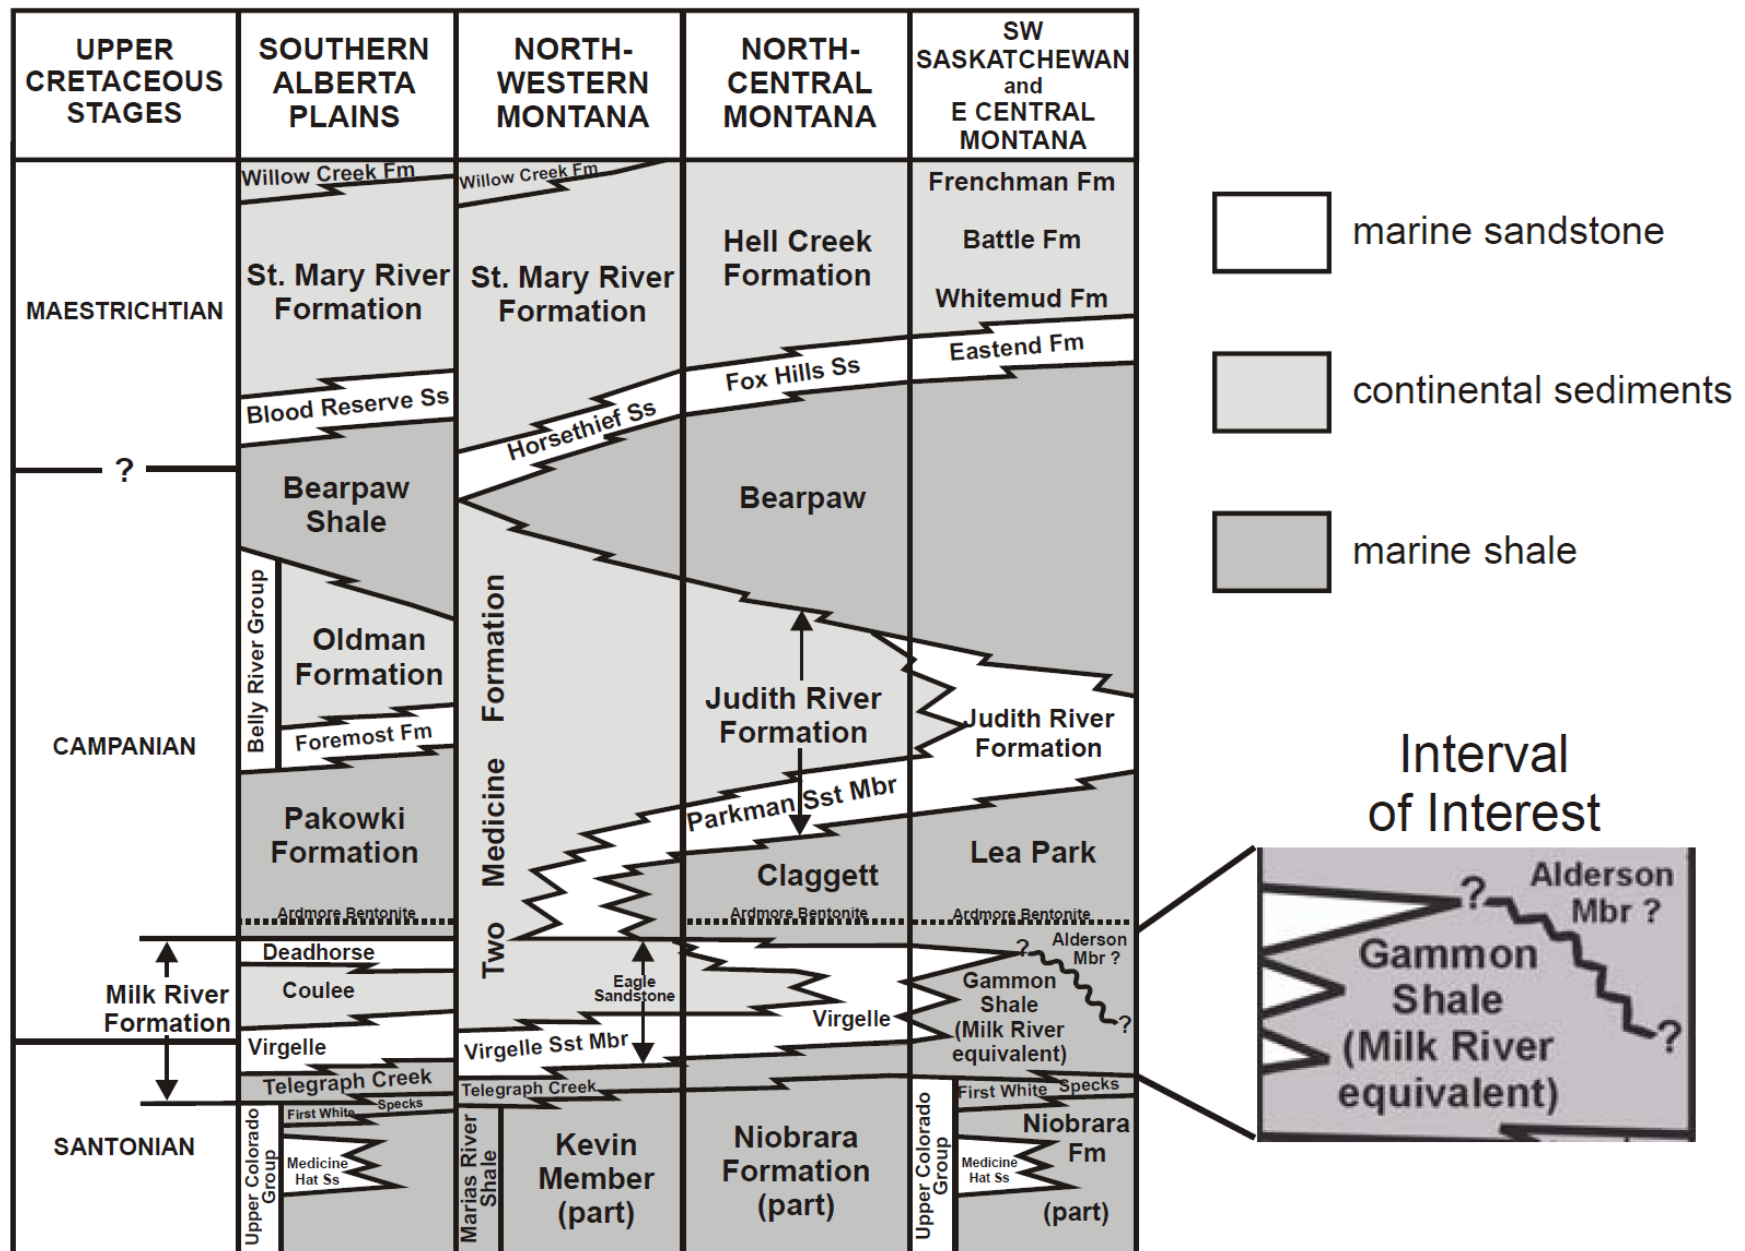 UPPER
CRETACEOUS
STAGES
SOUTHERN
ALBERTA
PLAINS
NORTH-
WESTERN
MONTANA
NORTH-
CENTRAL
MONTANA
SW
SASKATCHEWAN
and
E CENTRAL
MONTANA
MAESTRICHTIAN
?
CAMPANIAN
Milk River
Formation
SANTONIAN
Willow Creek Fm
St. Mary River
Formation
Blood Reserve Ss
Bearpaw
Shale
Belly River Group
Oldman
Formation
Foremost Fm
Pakowki
Formation
Ardmore Bentonite
Deadhorse
Coulee
Virgelle
Telegraph Creek
First White Specks
Upper Colorado
Group
Medicine
Hat Ss
Willow Creek Fm
St. Mary River
Formation
Horsethief Ss
Two Medicine Formation
Eagle
Sandstone
Virgelle Sst Mbr
Telegraph Creek
Marias River
Shale
Kevin
Member
(part)
Hell Creek
Formation
Fox Hills Ss
Bearpaw
Judith River
Formation
Parkman Sst Mbr
Claggett
Ardmore Bentonite
Virgelle
Niobrara
Formation
(part)
Frenchman Fm
Battle Fm
Whitemud Fm
Eastend Fm
Judith River
Formation
Lea Park
Ardmore Bentonite
? Alderson
Mbr ?
Gammon
Shale
(Milk River
equivalent)
?
First White Specks
Upper Colorado
Group
Niobrara
Fm
Medicine
Hat Ss
(part)
marine sandstone
continental sediments
marine shale
Interval
of Interest
? Alderson
Mbr ?
Gammon
Shale
(Milk River
equivalent)
?